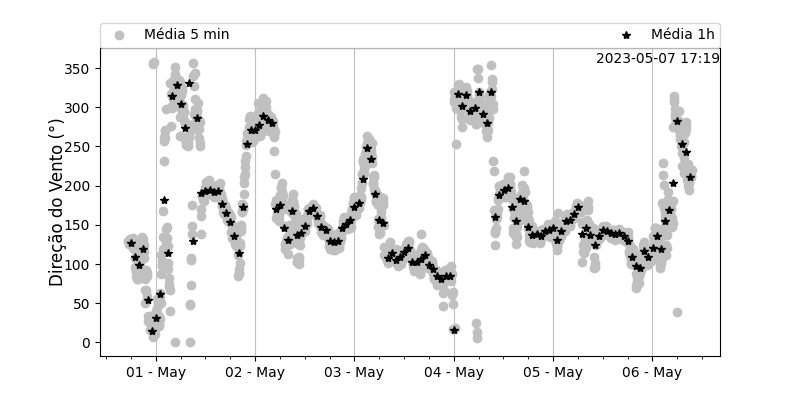 Média 5 min
Média 1h
2023-05-07 17:19
Direção do Vento (°)
350
300
250
200
150
100
50
0
01 - May
02 - May
03 - May
04 - May
05 - May
06 - May